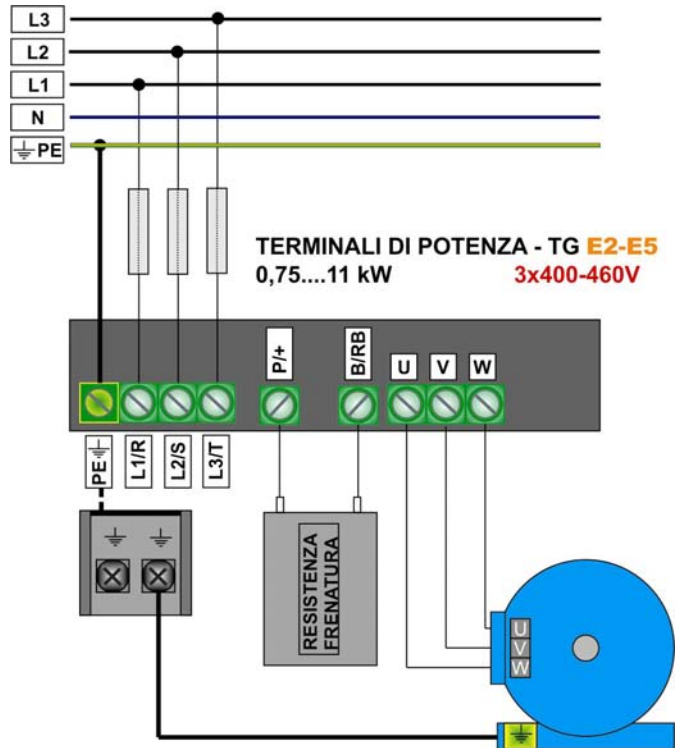 L3
L2
L1
N
⏚ PE
TERMINALI DI POTENZA - TG E2-E5
0,75....11 kW 3x400-460V
P/+
B/RB
U V W
PE⏚
L1/R
L2/S
L3/T
RESISTENZA
FRENATURA
U
V
W